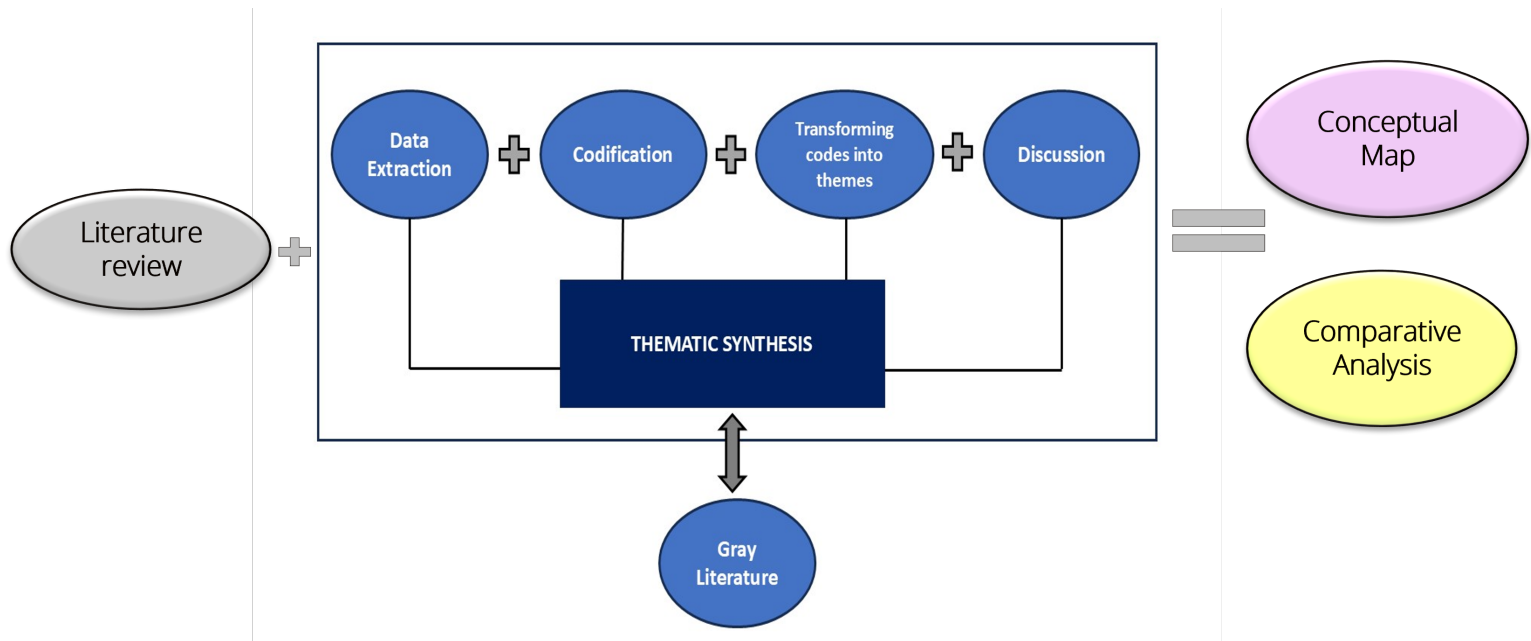 Literature
review
Data
Extraction
Codification
Transforming
codes into
themes
Discussion
THEMATIC SYNTHESIS
Gray
Literature
Conceptual
Map
Comparative
Analysis